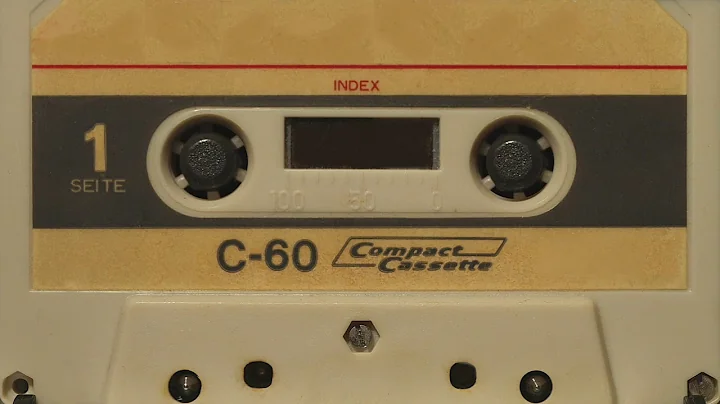 INDEX
1
SEITE
100 50 0
C-60 Compact Cassette